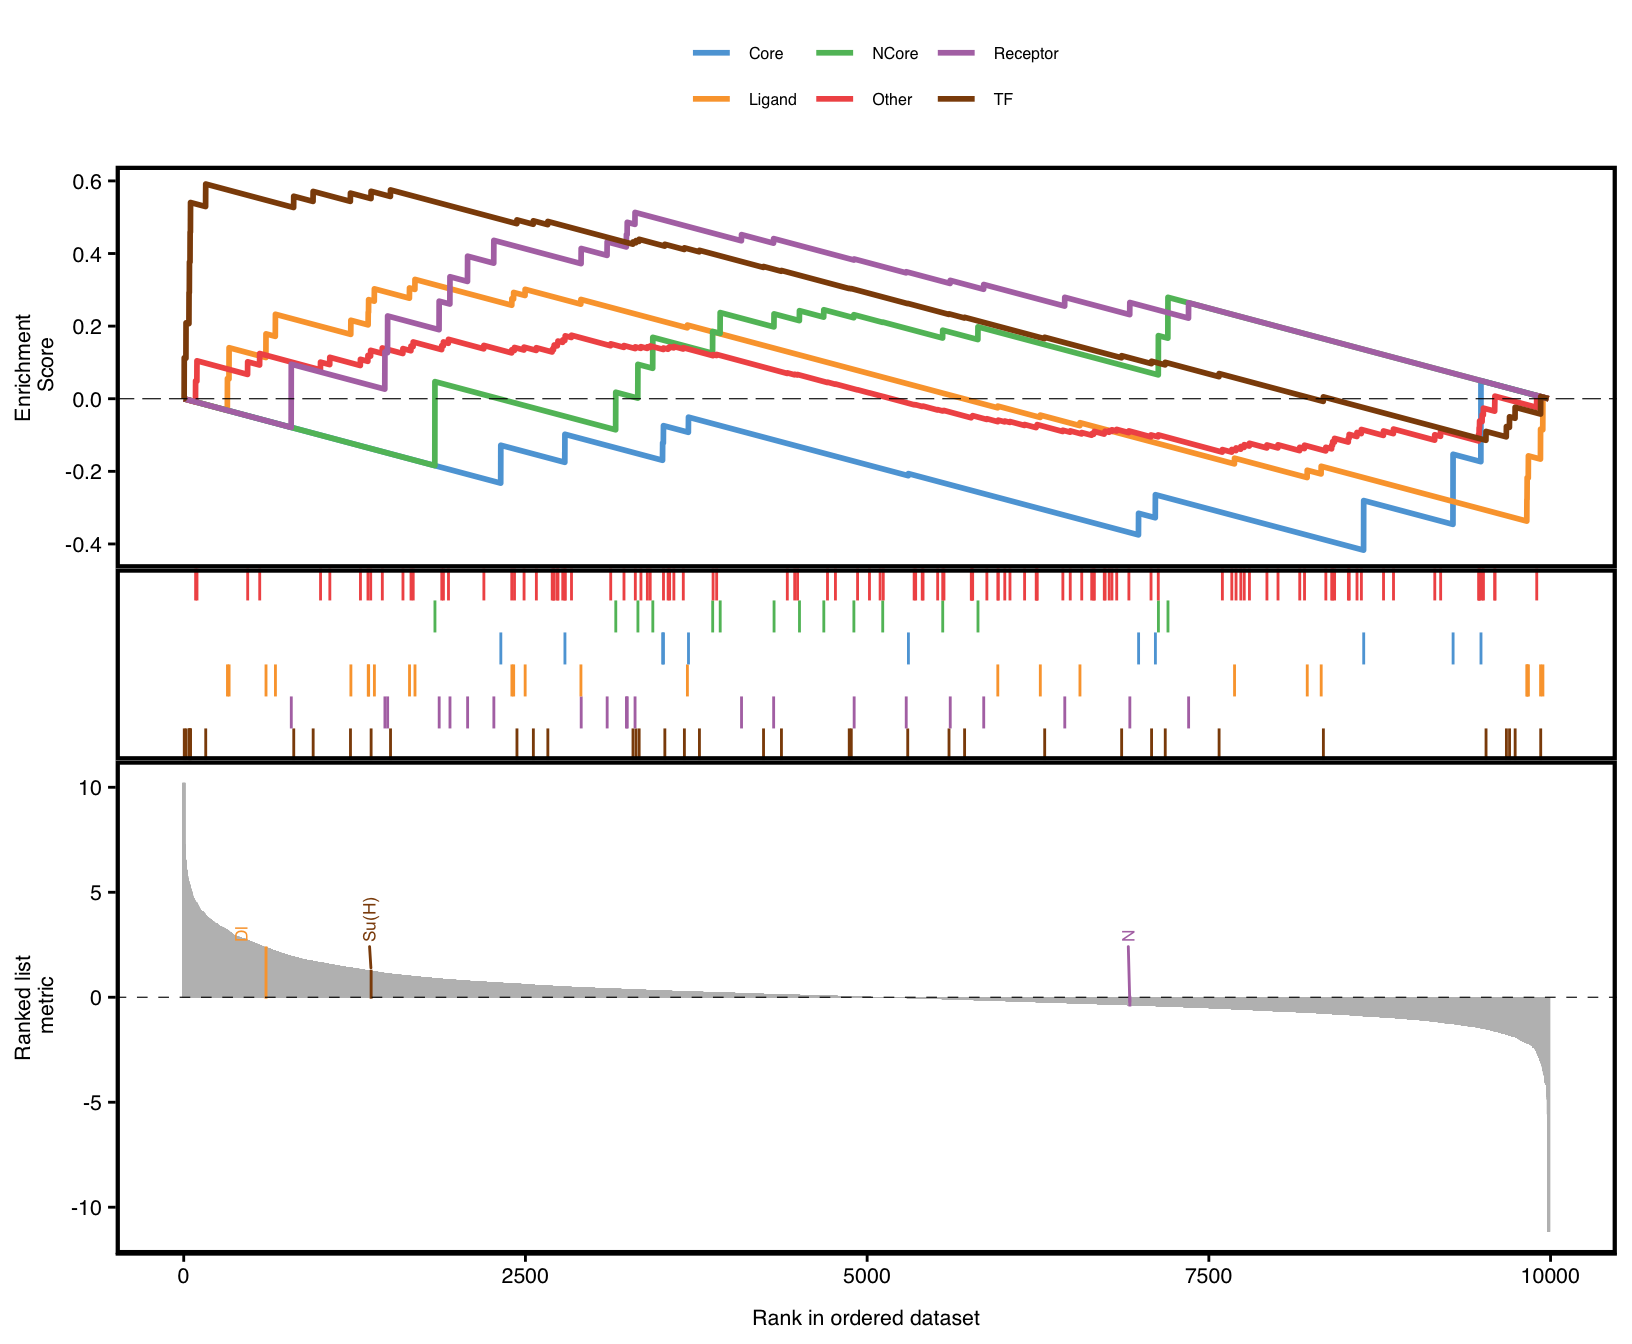 Core NCore Receptor
Ligand Other TF
Enrichment
Score
0.6
0.4
0.2
0.0
-0.2
-0.4
Ranked list
metric
10
5
0
-5
-10
Dl
Su(H)
N
0 2500 5000 7500 10000
Rank in ordered dataset